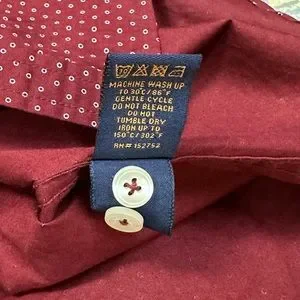 MACHINE WASH UP
TO 30°C/86°F
GENTLE CYCLE
DO NOT BLEACH
DO NOT
TUMBLE DRY
IRON UP TO
150°C/302°F
RN# 152752